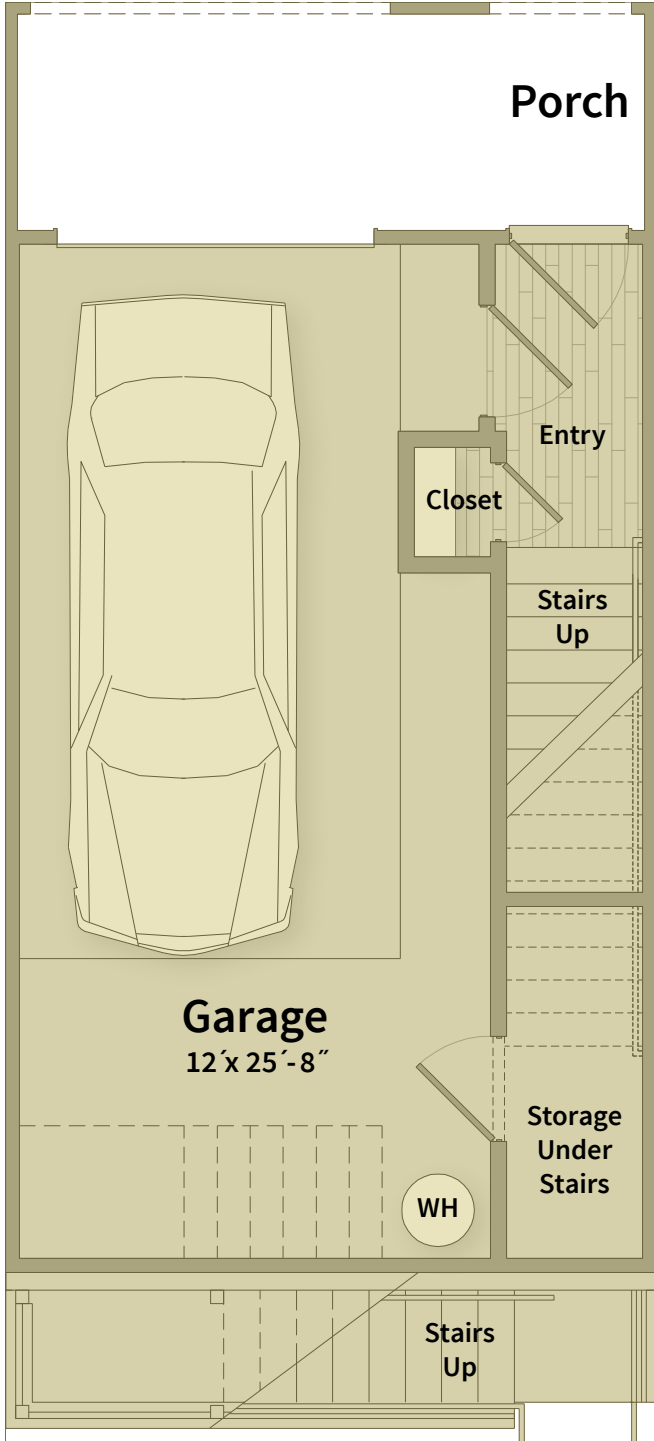 Porch
Entry
Closet
Stairs
Up
Garage
12´x 25´-8˝
Storage
Under
Stairs
WH
Stairs
Up